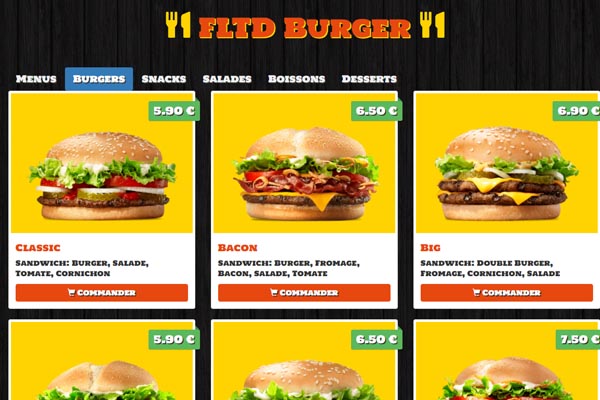 FLTD BURGER
MENUS BURGERS SNACKS SALADES BOISSONS DESSERTS
5.90 € 6.50 € 6.90 €
CLASSIC
SANDWICH: BURGER, SALADE,
TOMATE, CORNICHON
COMMANDER
BACON
SANDWICH: BURGER, FROMAGE,
BACON, SALADE, TOMATE
COMMANDER
BIG
SANDWICH: DOUBLE BURGER,
FROMAGE, CORNICHON, SALADE
COMMANDER
5.90 € 6.50 € 7.50 €